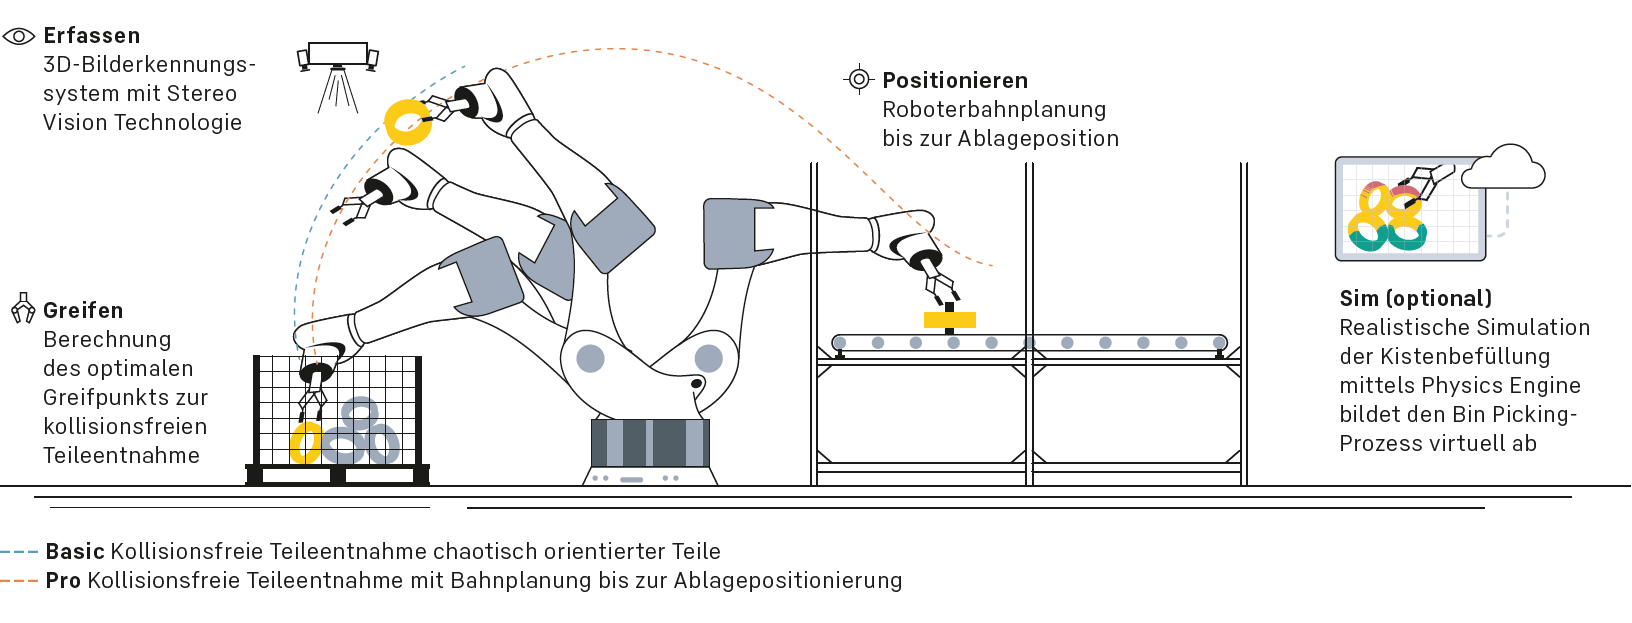 Erfassen
3D-Bilderkennungs-
system mit Stereo
Vision Technologie
Positionieren
Roboterbahnplanung
bis zur Ablageposition
Greifen
Berechnung
des optimalen
Greifpunkts zur
kollisionsfreien
Teileentnahme
Sim (optional)
Realistische Simulation
der Kistenbefüllung
mittels Physics Engine
bildet den Bin Picking-
Prozess virtuell ab
Basic Kollisionsfreie Teileentnahme chaotisch orientierter Teile
Pro Kollisionsfreie Teileentnahme mit Bahnplanung bis zur Ablagepositionierung